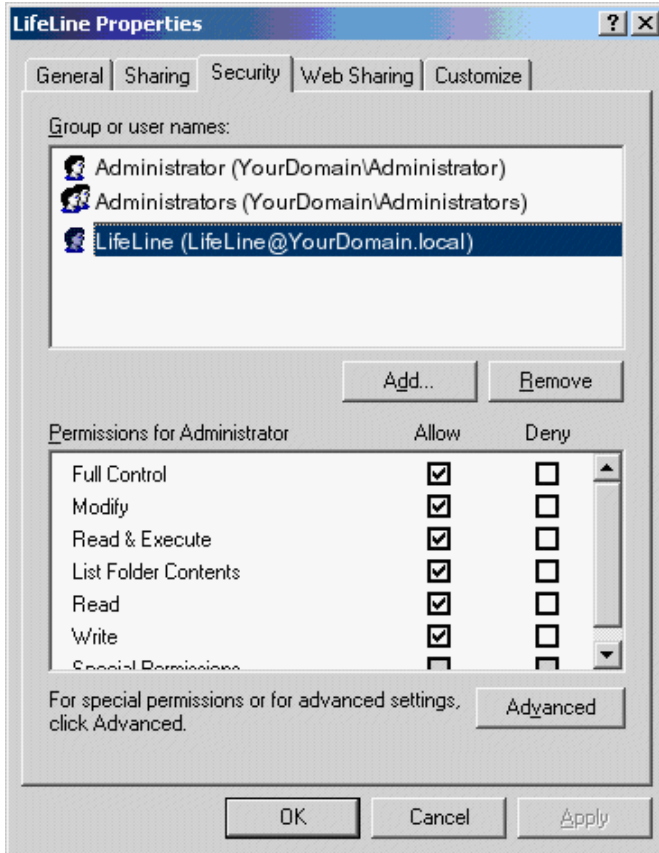 LifeLine Properties
General Sharing Security Web Sharing Customize
Group or user names:
Administrator (YourDomain\Administrator)
Administrators (YourDomain\Administrators)
LifeLine (LifeLine@YourDomain.local)
Add... Remove
Permissions for Administrator Allow Deny
Full Control
Modify
Read & Execute
List Folder Contents
Read
Write
Special Permissions
For special permissions or for advanced settings,
click Advanced.
Advanced
OK Cancel Apply